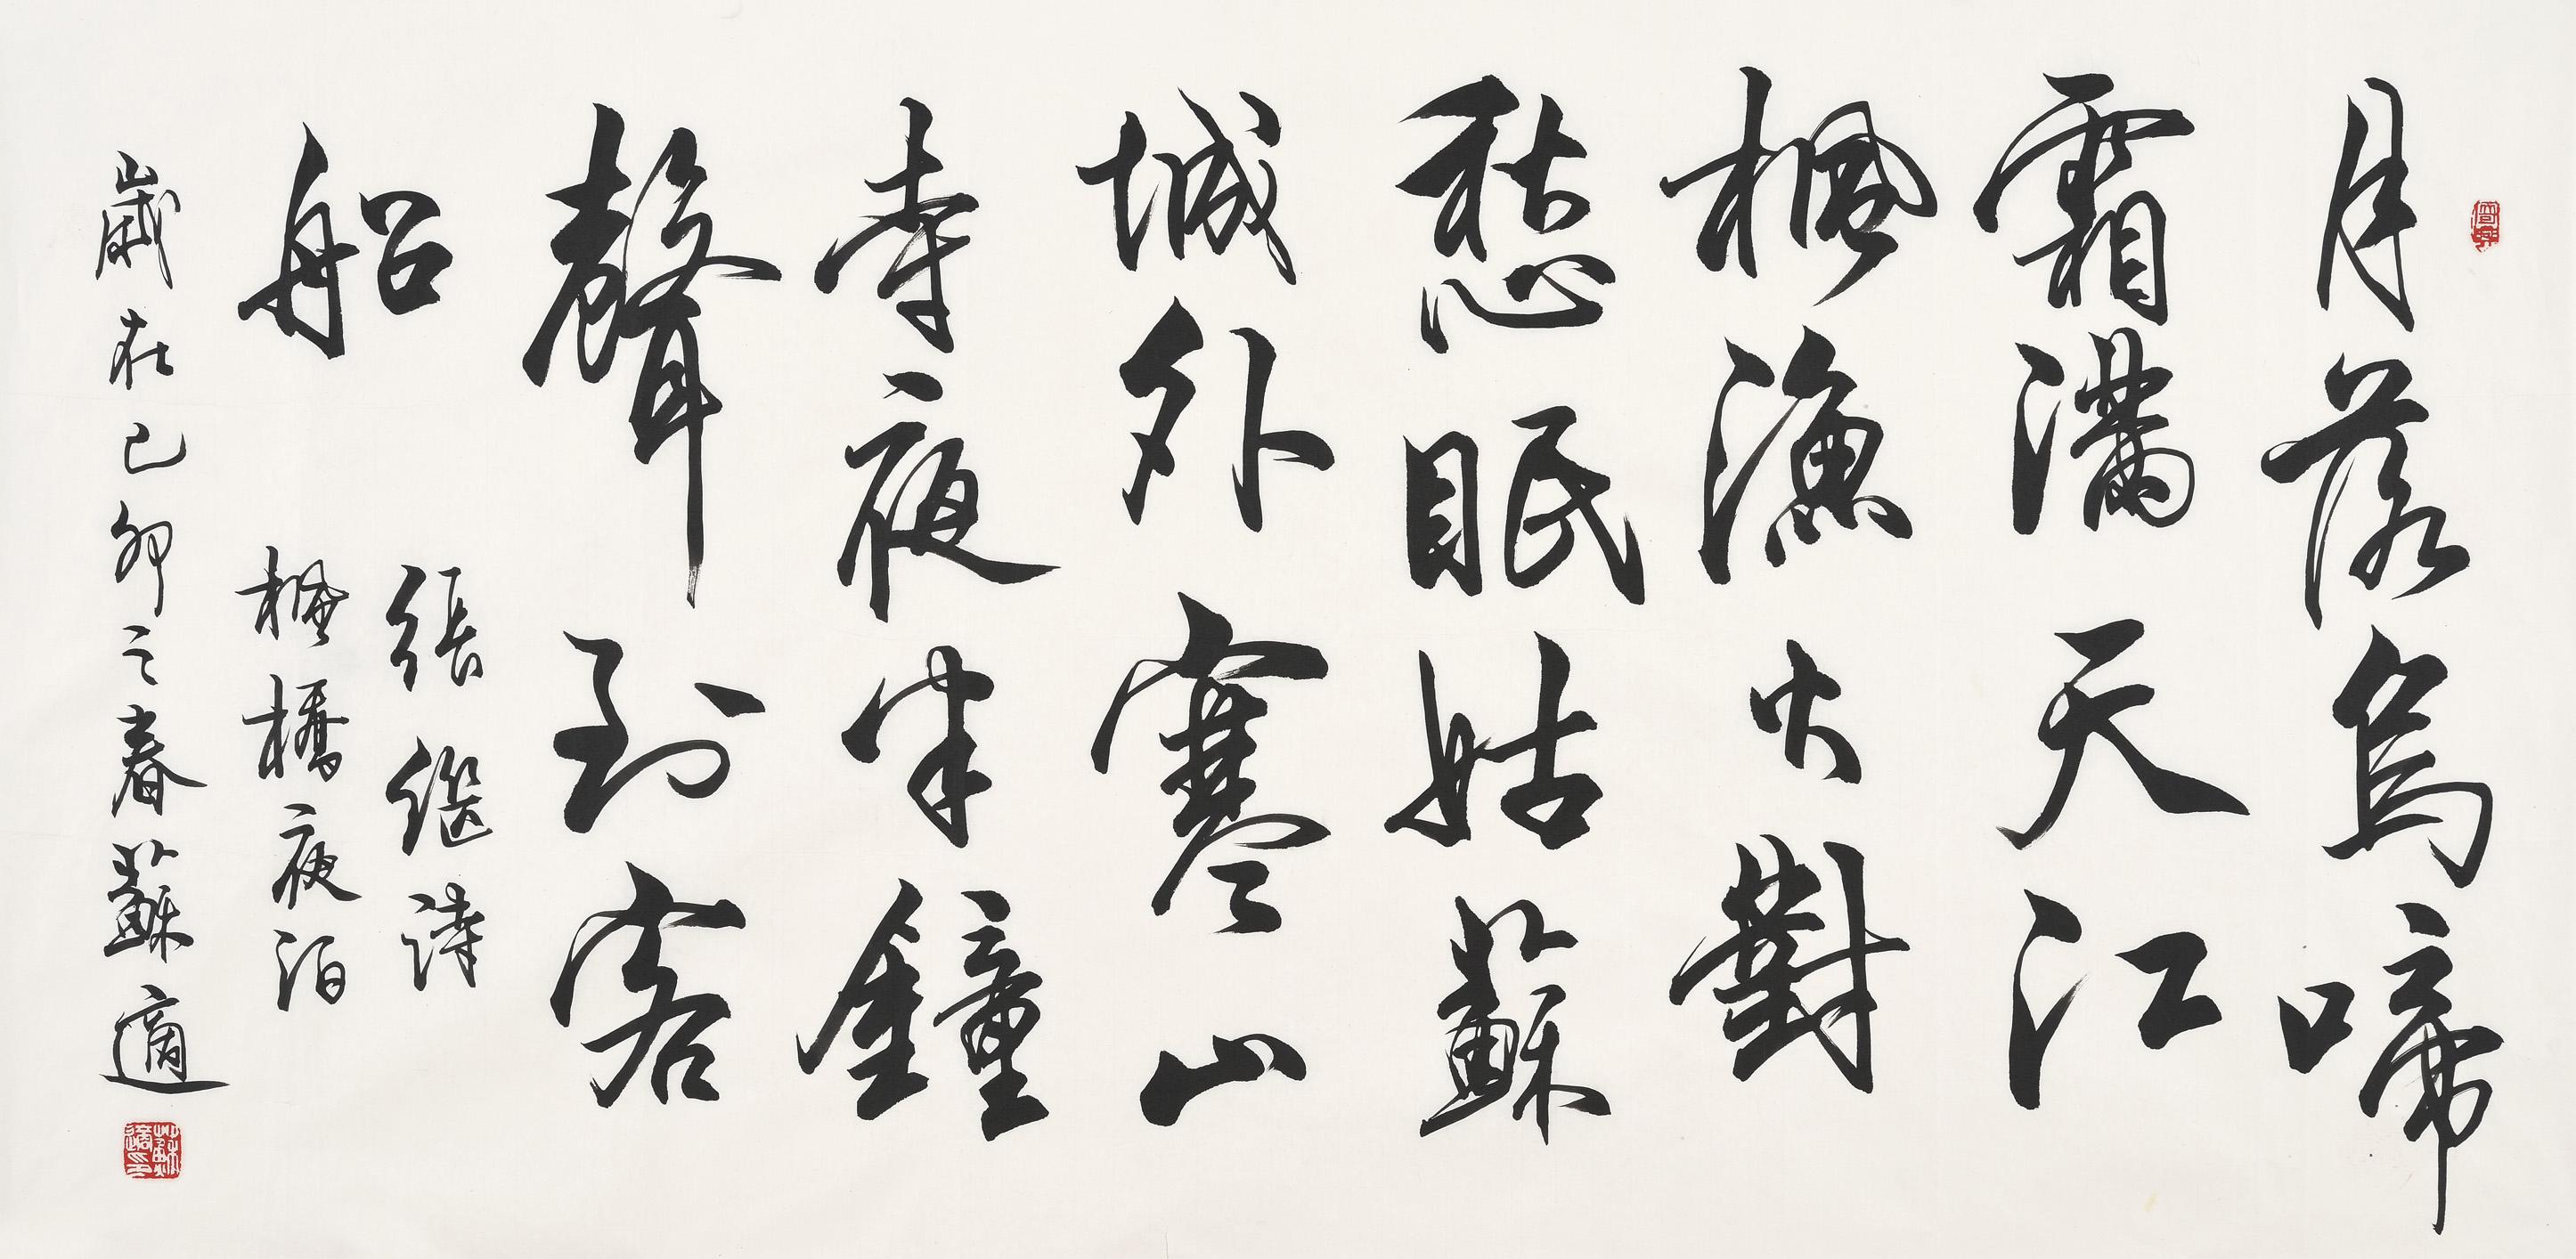 月落烏啼
霜滿天江
楓漁火對
愁眠姑蘇
城外寒山
寺夜半鐘
聲到客
船
張繼詩
楓橋夜泊
歲在己卯之春蘇適
蘇適